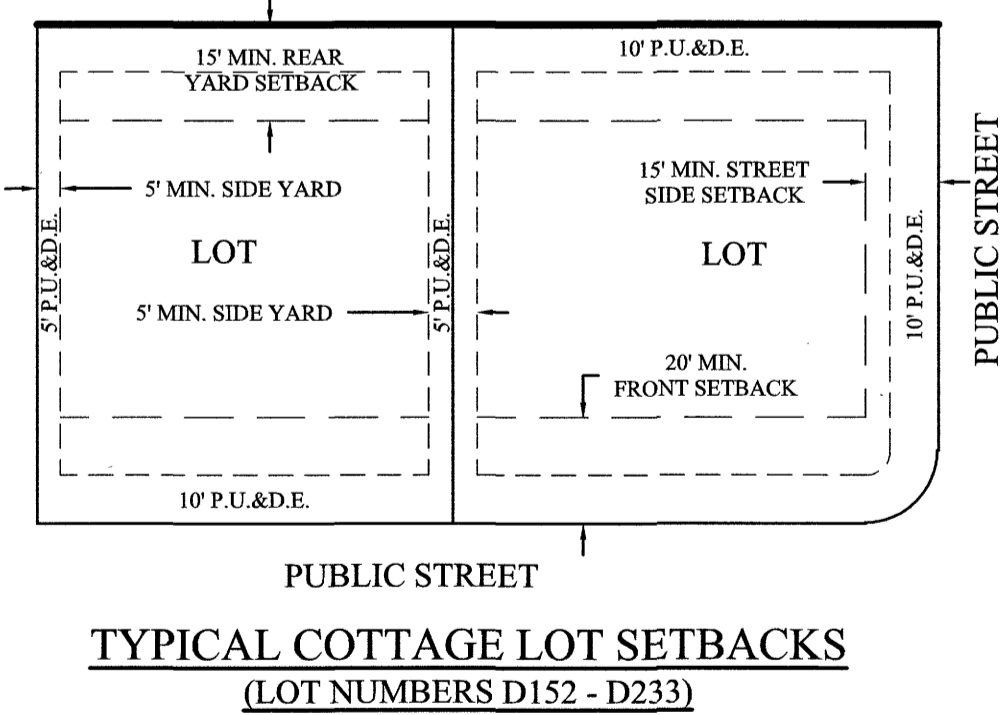 15' MIN. REAR
YARD SETBACK
10' P.U.&D.E.
5' MIN. SIDE YARD
15' MIN. STREET
SIDE SETBACK
PUBLIC STREET
LOT
LOT
5' P.U.&D.E.
5' P.U.&D.E.
10' P.U.&D.E.
5' MIN. SIDE YARD
20' MIN.
FRONT SETBACK
10' P.U.&D.E.
PUBLIC STREET
TYPICAL COTTAGE LOT SETBACKS
(LOT NUMBERS D152 - D233)